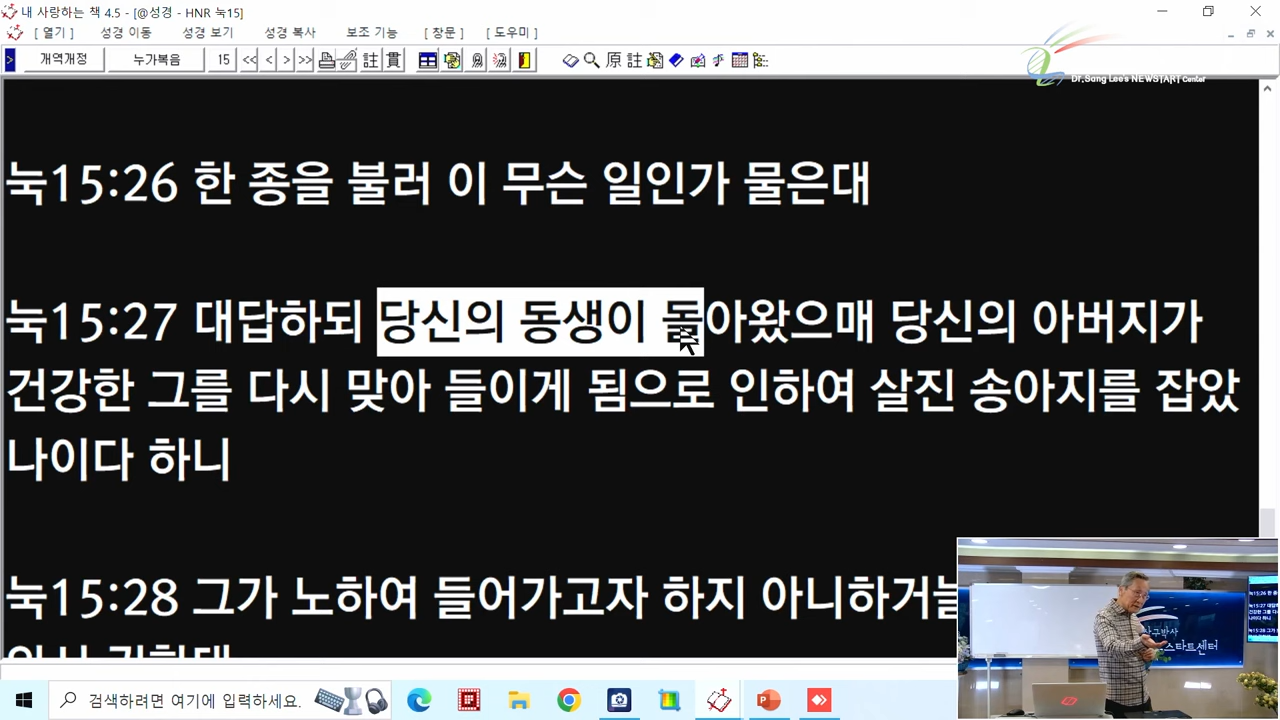 내 사랑하는 책 4.5 - [@성경 - HNR 눅15]
[ 열기 ] 성경 이동 성경 보기 성경 복사 보조 기능 [ 창문 ] [ 도우미 ]
개역개정 누가복음 15 << < > >> 註 貫 原 註
Dr.Sang Lee's NEWSTART Center
눅15:26 한 종을 불러 이 무슨 일인가 물은대
눅15:27 대답하되 당신의 동생이 돌아왔으매 당신의 아버지가
건강한 그를 다시 맞아 들이게 됨으로 인하여 살진 송아지를 잡았
나이다 하니
눅15:28 그가 노하여 들어가고자 하지 아니하거늘
검색하려면 여기에 입력하세요.